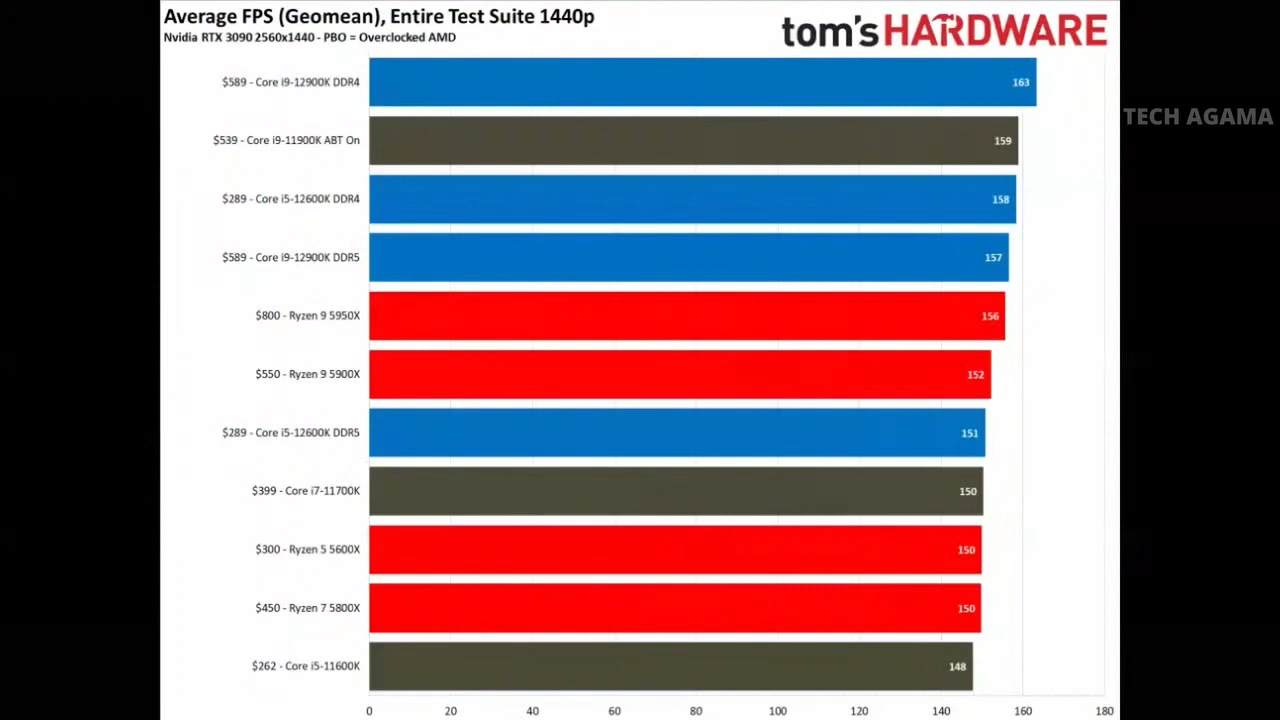 Average FPS (Geomean), Entire Test Suite 1440p
Nvidia RTX 3090 2560x1440 - PBO = Overclocked AMD
tom'sHARDWARE
TECH AGAMA
$589 - Core i9-12900K DDR4 163
$539 - Core i9-11900K ABT On 159
$289 - Core i5-12600K DDR4 158
$589 - Core i9-12900K DDR5 157
$800 - Ryzen 9 5950X 156
$550 - Ryzen 9 5900X 152
$289 - Core i5-12600K DDR5 151
$399 - Core i7-11700K 150
$300 - Ryzen 5 5600X 150
$450 - Ryzen 7 5800X 150
$262 - Core i5-11600K 148
0 20 40 60 80 100 120 140 160 180